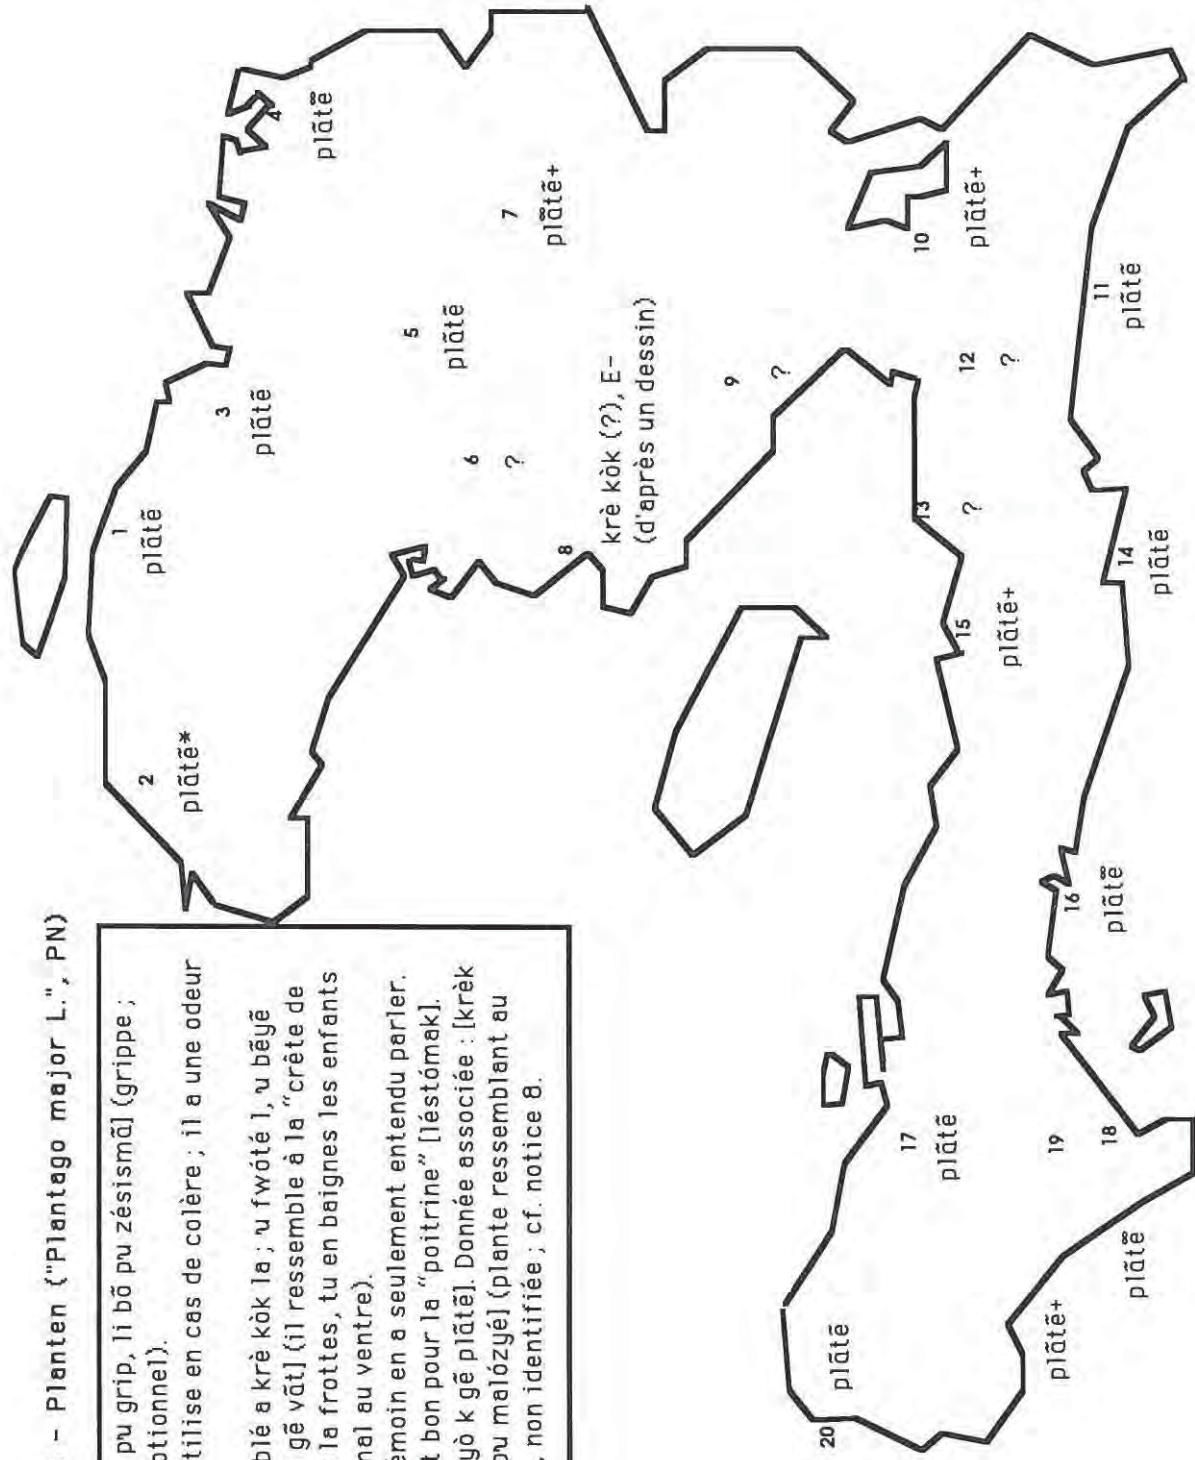 - Planten ("Plantago major L.", PN)
pu grip, li bõ pu zésismã] (grippe ;
otionnel).
tilise en cas de colère ; il a une odeur
blé a krè kòk la ; u fwóté l, u bẽyẽ
gẽ vãt] (il ressemble à la "crête de
la frottes, tu en baignes les enfants
nal au ventre).
émoin en a seulement entendu parler.
t bon pour la "poitrine" [léstómak].
yò k gẽ plãtẽ]. Donnée associée : [krèk
pu malózyé] (plante ressemblant au
, non identifiée ; cf. notice 8.
1
plãtẽ
2
plãtẽ*
3
plãtẽ
4
plãtẽ
5
plãtẽ
6
?
7
plãtẽ+
8
krè kòk (?), E-
(d'après un dessin)
9
?
10
plãtẽ+
11
plãtẽ
12
?
13
?
14
plãtẽ
15
plãtẽ+
16
plãtẽ
17
plãtẽ
18
plãtẽ
19
plãtẽ+
20
plãtẽ